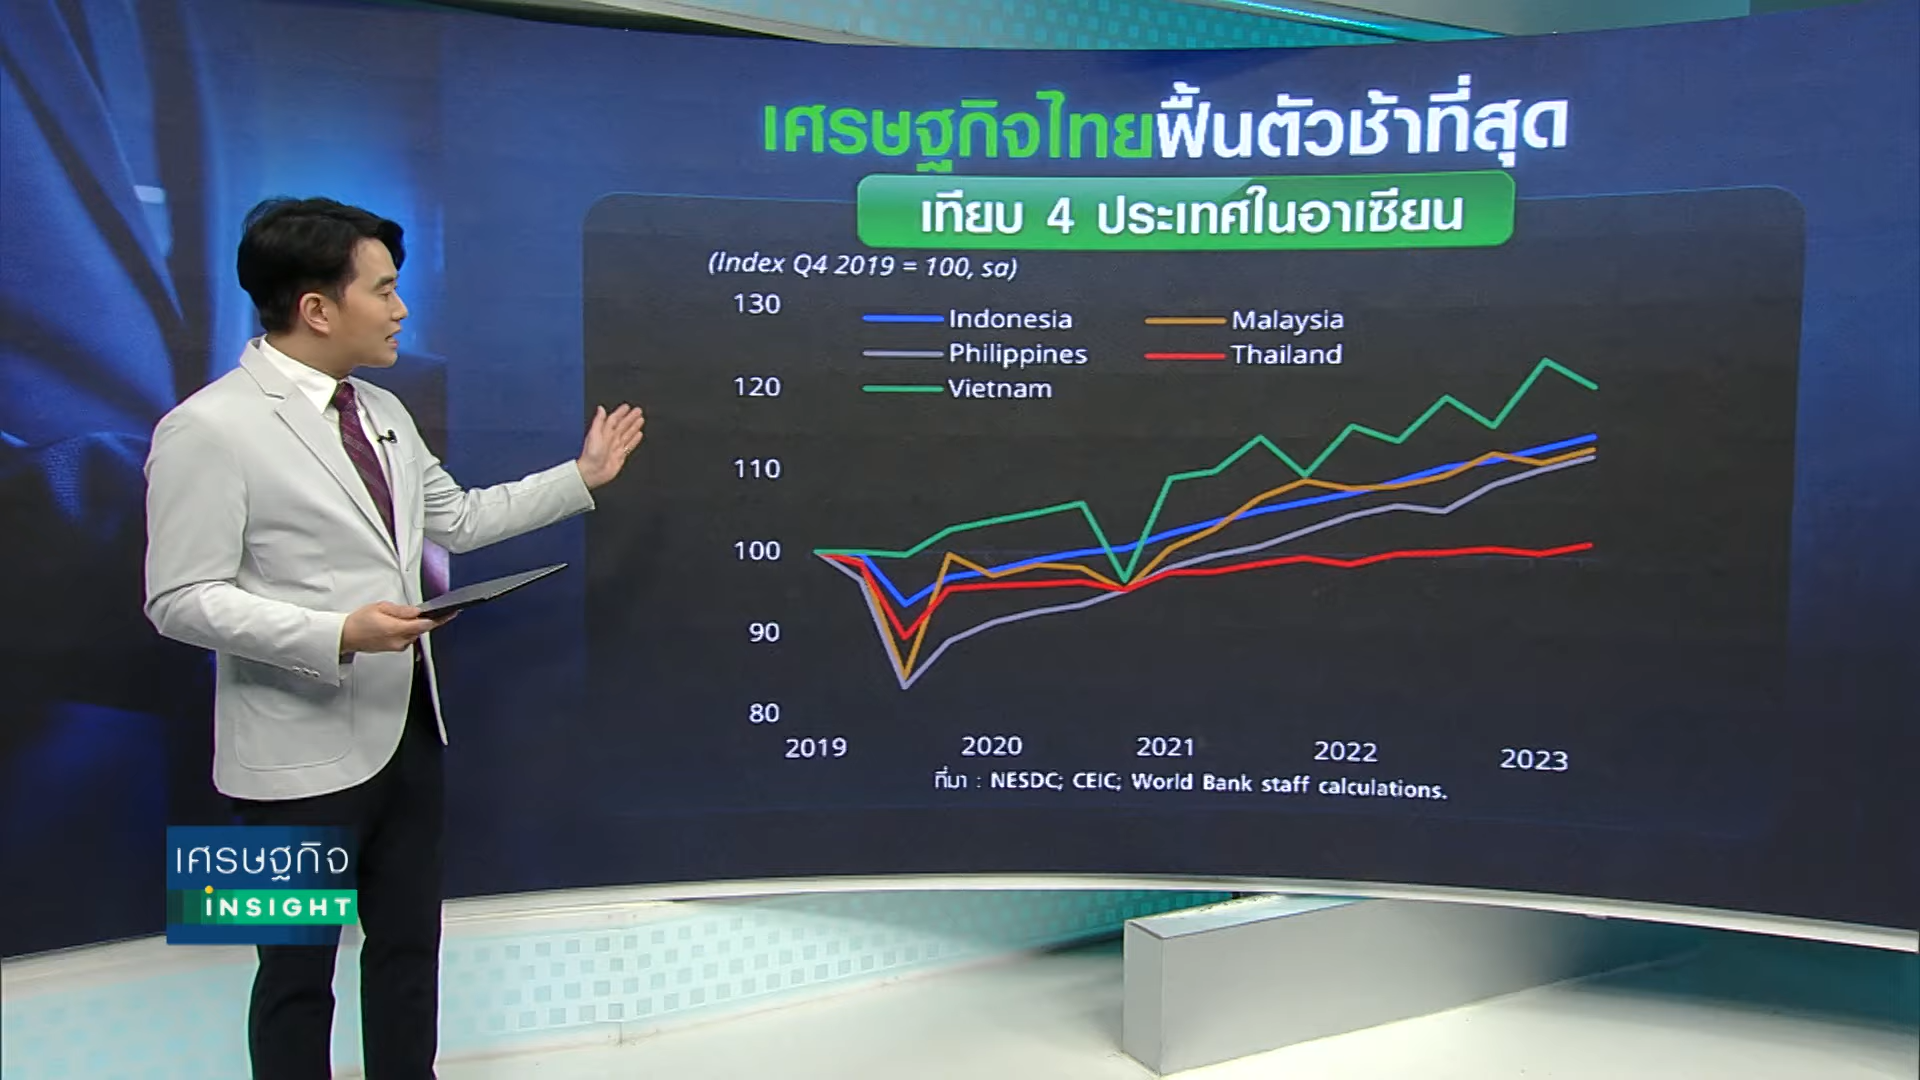 เศรษฐกิจไทยฟื้นตัวช้าที่สุด
เทียบ 4 ประเทศในอาเซียน
(Index Q4 2019 = 100, sa)
130
120
110
100
90
80
Indonesia
Malaysia
Philippines
Thailand
Vietnam
2019 2020 2021 2022 2023
ที่มา : NESDC; CEIC; World Bank staff calculations.
เศรษฐกิจ
iNSIGHT